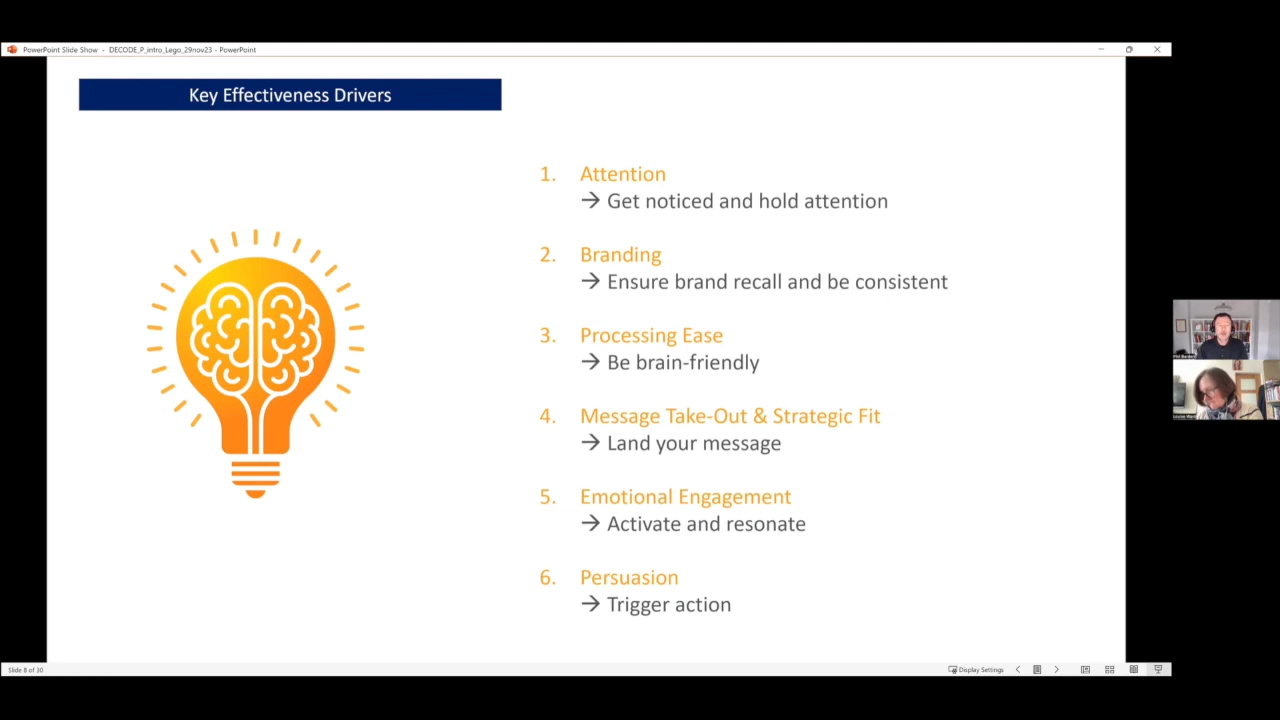 PowerPoint Slide Show - DECODE_P_intro_Lego_29nov23 - PowerPoint
Key Effectiveness Drivers
1. Attention
→ Get noticed and hold attention
2. Branding
→ Ensure brand recall and be consistent
3. Processing Ease
→ Be brain-friendly
4. Message Take-Out & Strategic Fit
→ Land your message
5. Emotional Engagement
→ Activate and resonate
6. Persuasion
→ Trigger action
Phil Barden
Slide 8 of 30
Display Settings